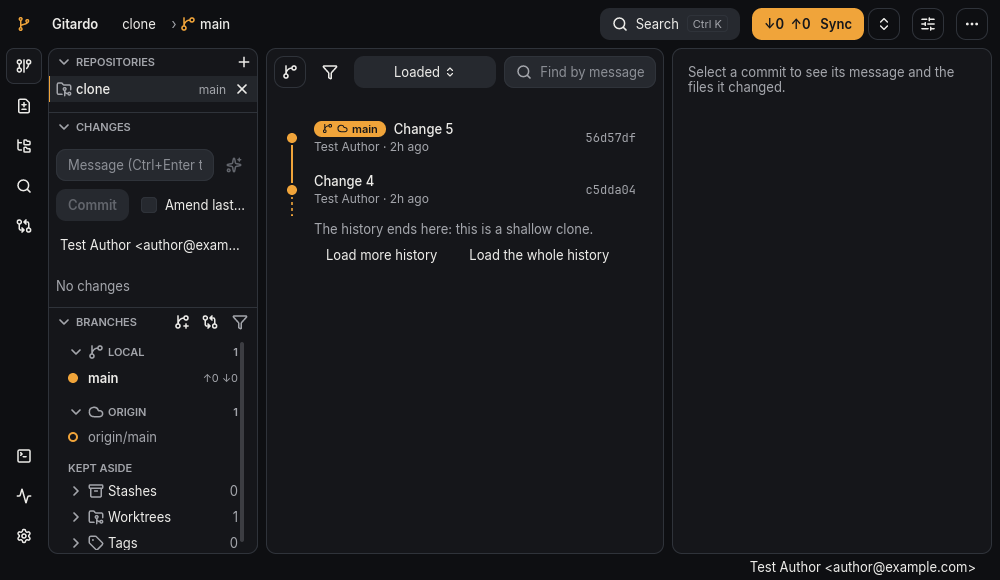 Gitardo clone › main Search Ctrl K ↓0 ↑0 Sync
REPOSITORIES
clone main
CHANGES
Message (Ctrl+Enter t
Commit Amend last...
Test Author <author@exam...
No changes
BRANCHES
LOCAL 1
main ↑0 ↓0
ORIGIN 1
origin/main
KEPT ASIDE
Stashes 0
Worktrees 1
Tags 0
Loaded Find by message
main Change 5 56d57df
Test Author · 2h ago
Change 4 c5dda04
Test Author · 2h ago
The history ends here: this is a shallow clone.
Load more history Load the whole history
Select a commit to see its message and the
files it changed.
Test Author <author@example.com>